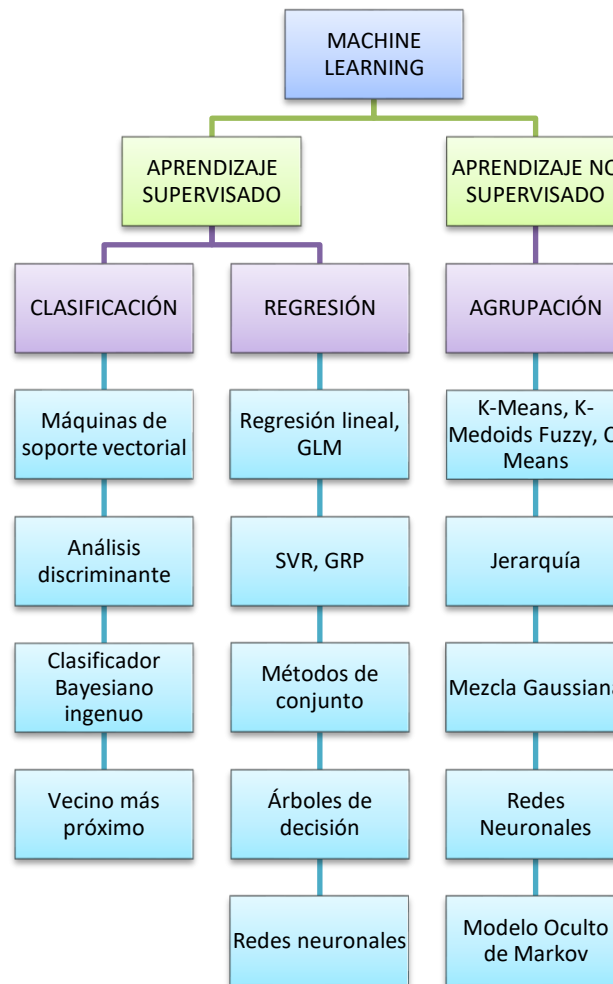 MACHINE
LEARNING
APRENDIZAJE
SUPERVISADO
APRENDIZAJE NO
SUPERVISADO
CLASIFICACIÓN
REGRESIÓN
AGRUPACIÓN
Máquinas de
soporte vectorial
Regresión lineal,
GLM
K-Means, K-
Medoids Fuzzy, C
Means
Análisis
discriminante
SVR, GRP
Jerarquía
Clasificador
Bayesiano
ingenuo
Métodos de
conjunto
Mezcla Gaussiana
Vecino más
próximo
Árboles de
decisión
Redes
Neuronales
Redes neuronales
Modelo Oculto
de Markov